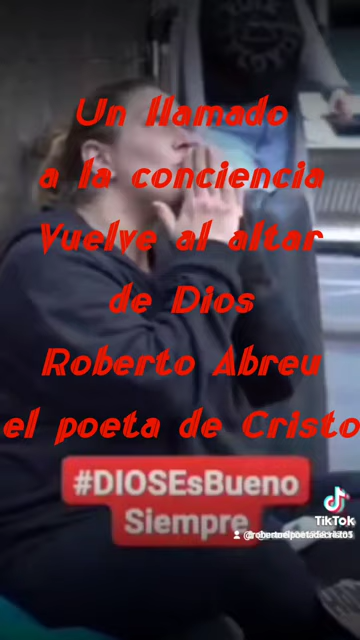 Un llamado
a la conciencia
Vuelve al altar
de Dios
Roberto Abreu
el poeta de Cristo
#DIOSEsBueno
Siempre
TikTok